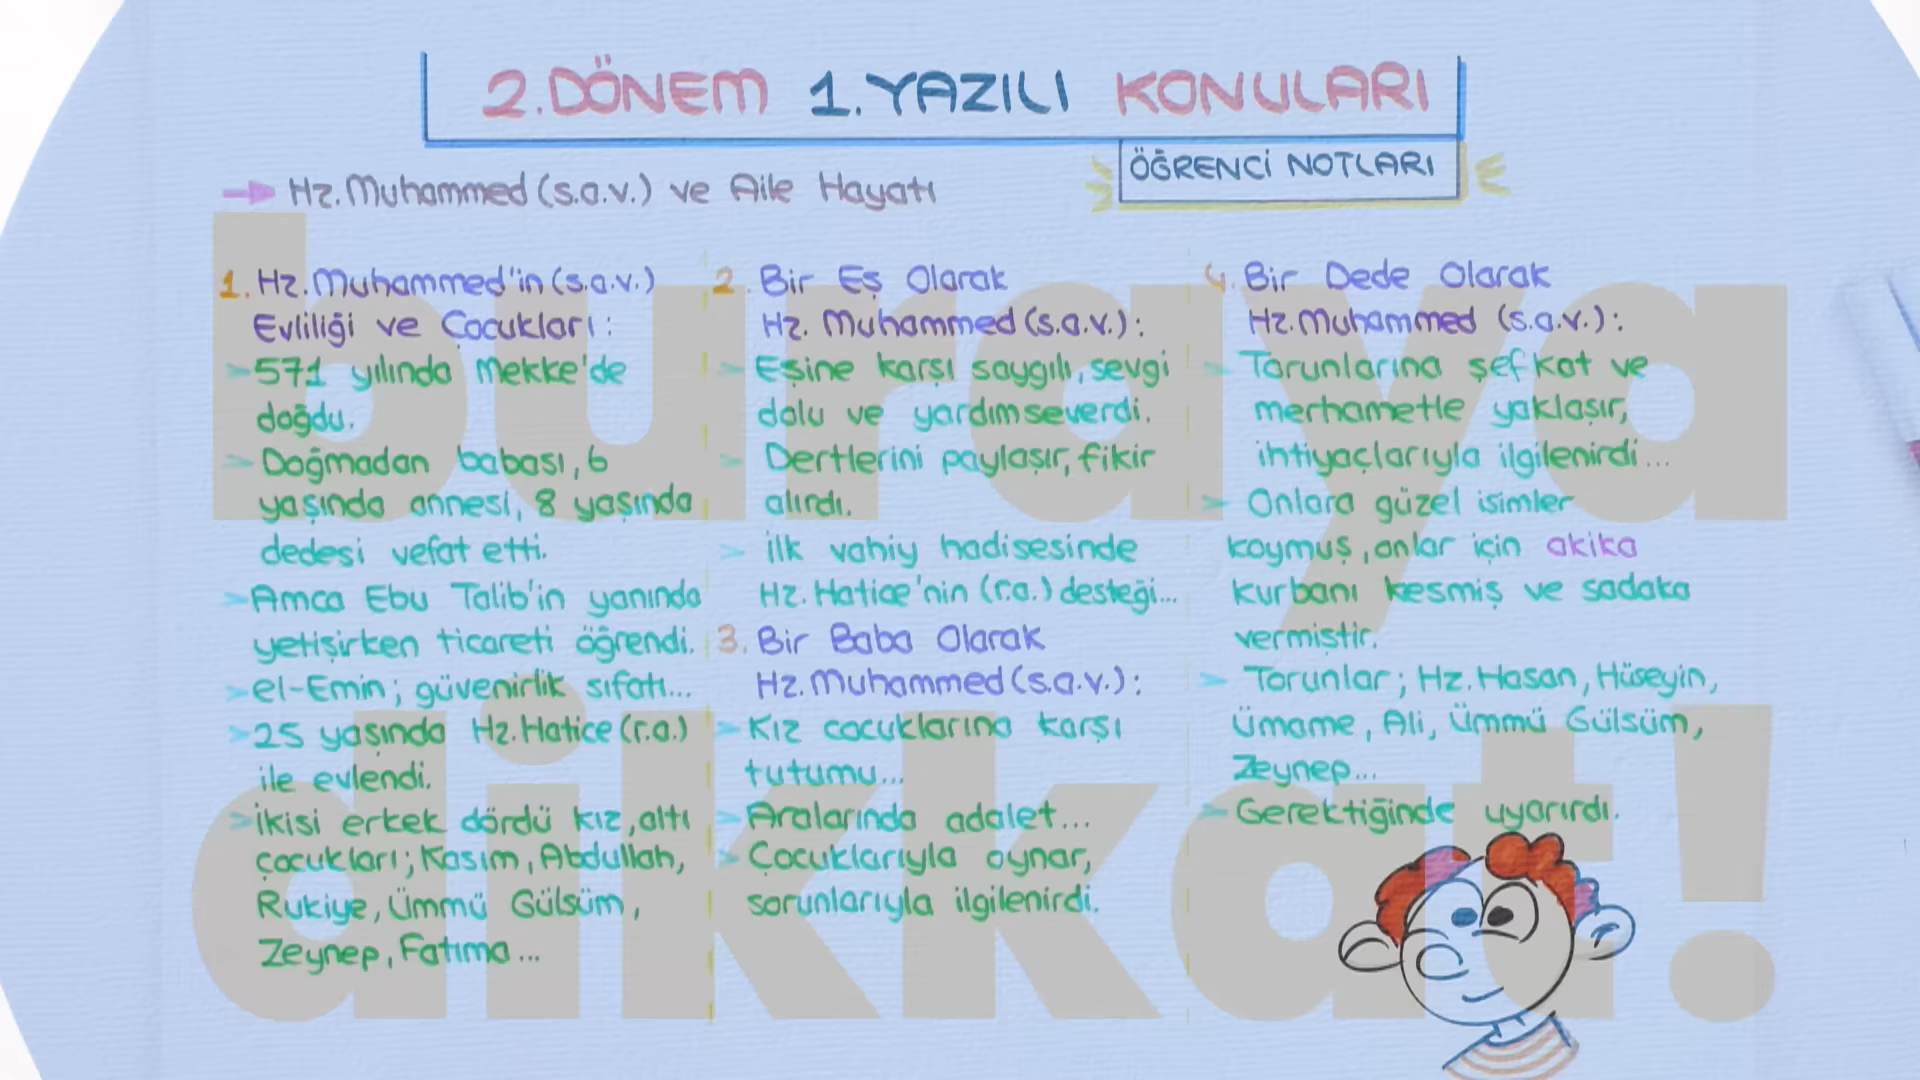 2.DÖNEM 1.YAZILI KONULARI
ÖĞRENCİ NOTLARI
Hz.Muhammed (s.a.v.) ve Aile Hayatı
buraya
dikkat!
1. Hz.Muhammed'in (s.a.v.)
Evliliği ve Çocukları:
571 yılında Mekke'de
doğdu.
Doğmadan babası, 6
yaşında annesi, 8 yaşında
dedesi vefat etti.
Amca Ebu Talib'in yanında
yetişirken ticareti öğrendi.
el-Emin; güvenirlik sıfatı...
25 yaşında Hz.Hatice (r.a.)
ile evlendi.
İkisi erkek dördü kız, altı
çocukları; Kasım, Abdullah,
Rukiye, Ümmü Gülsüm,
Zeynep, Fatıma...
2. Bir Eş Olarak
Hz. Muhammed (s.a.v.):
Eşine karşı saygılı, sevgi
dolu ve yardımseverdi.
Dertlerini paylaşır, fikir
alırdı.
İlk vahiy hadisesinde
Hz.Hatice'nin (r.a.) desteği...
3. Bir Baba Olarak
Hz.Muhammed (s.a.v.):
Kız cocuklarına karşı
tutumu...
Aralarında adalet...
Çocuklarıyla oynar,
sorunlarıyla ilgilenirdi.
4. Bir Dede Olarak
Hz.Muhammed (s.a.v.):
Torunlarına şefkat ve
merhametle yaklaşır,
ihtiyaçlarıyla ilgilenirdi...
Onlara güzel isimler
koymuş, onlar için akika
kurbanı kesmiş ve sadaka
vermiştir.
Torunlar; Hz.Hasan, Hüseyin,
Ümame, Ali, Ümmü Gülsüm,
Zeynep...
Gerektiğinde uyarırdı.